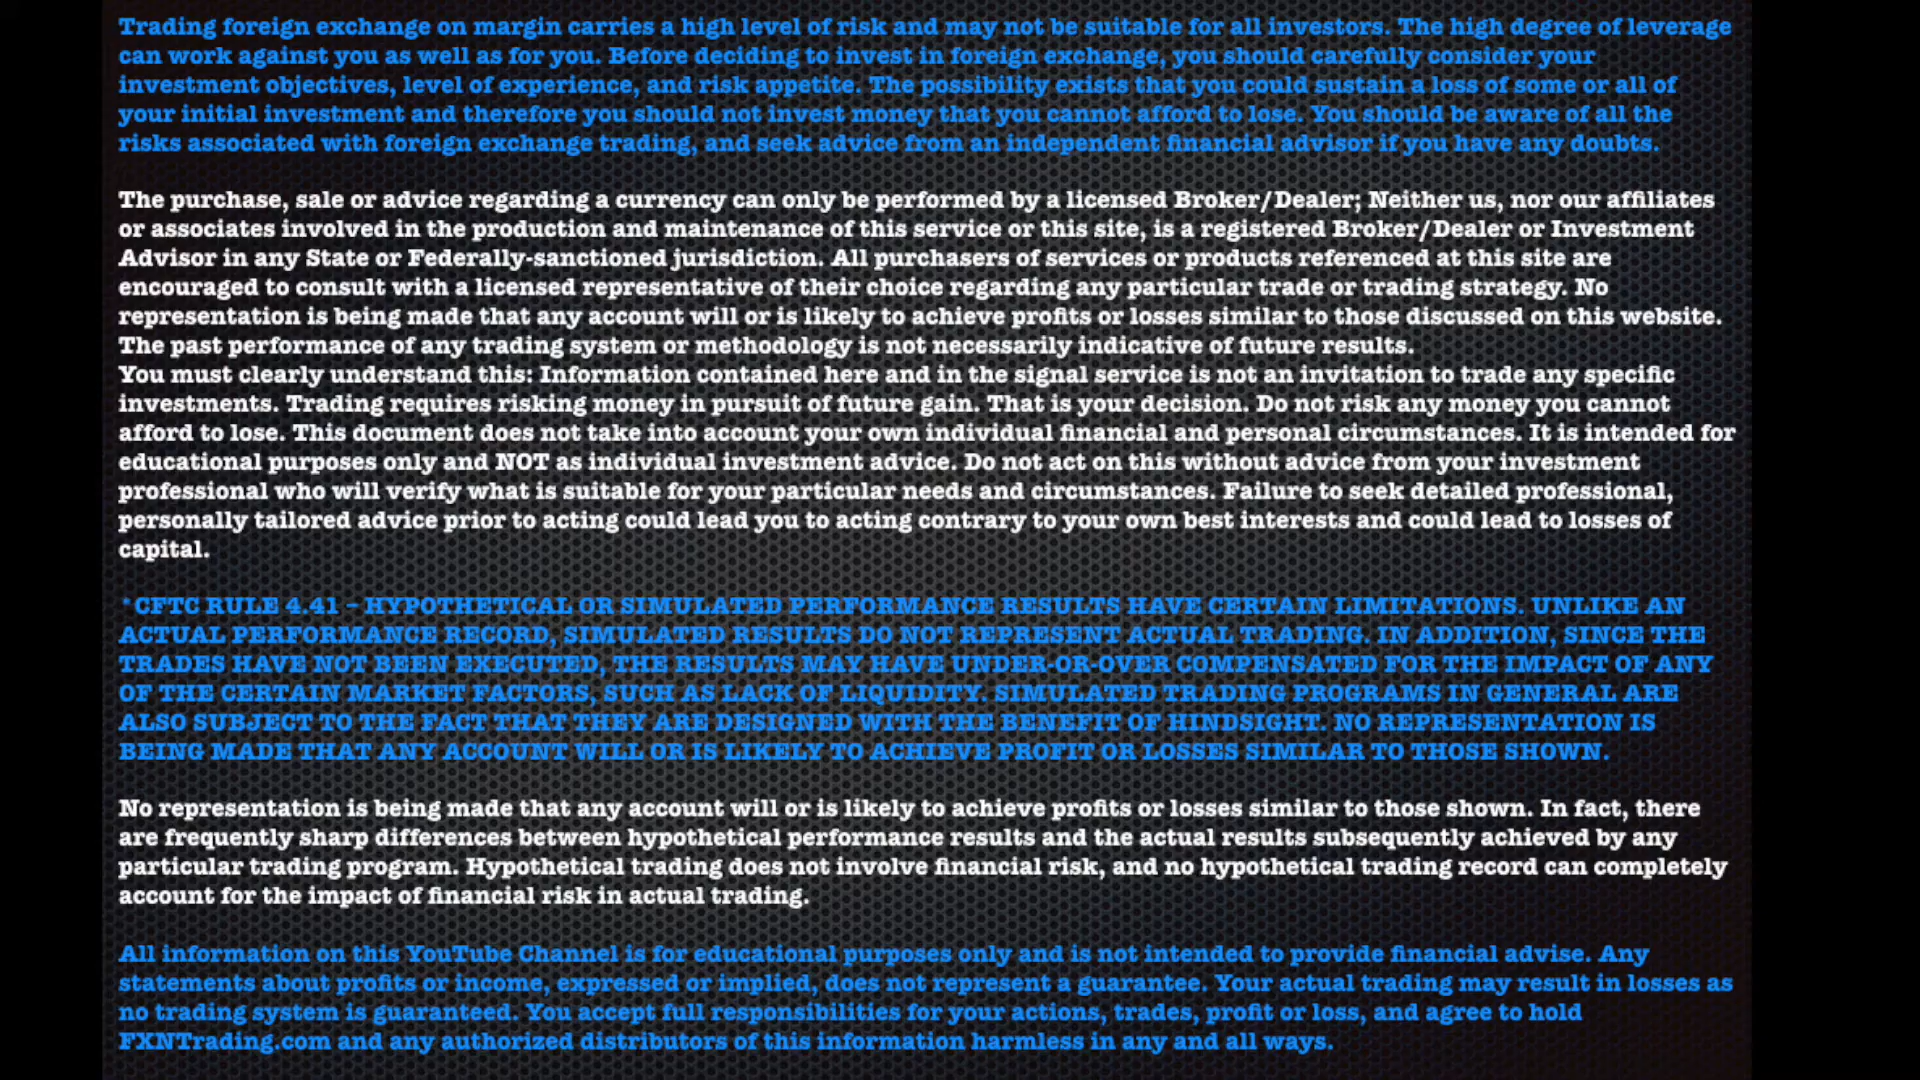 Trading foreign exchange on margin carries a high level of risk and may not be suitable for all investors. The high degree of leverage
can work against you as well as for you. Before deciding to invest in foreign exchange, you should carefully consider your
investment objectives, level of experience, and risk appetite. The possibility exists that you could sustain a loss of some or all of
your initial investment and therefore you should not invest money that you cannot afford to lose. You should be aware of all the
risks associated with foreign exchange trading, and seek advice from an independent financial advisor if you have any doubts.
The purchase, sale or advice regarding a currency can only be performed by a licensed Broker/Dealer; Neither us, nor our affiliates
or associates involved in the production and maintenance of this service or this site, is a registered Broker/Dealer or Investment
Advisor in any State or Federally-sanctioned jurisdiction. All purchasers of services or products referenced at this site are
encouraged to consult with a licensed representative of their choice regarding any particular trade or trading strategy. No
representation is being made that any account will or is likely to achieve profits or losses similar to those discussed on this website.
The past performance of any trading system or methodology is not necessarily indicative of future results.
You must clearly understand this: Information contained here and in the signal service is not an invitation to trade any specific
investments. Trading requires risking money in pursuit of future gain. That is your decision. Do not risk any money you cannot
afford to lose. This document does not take into account your own individual financial and personal circumstances. It is intended for
educational purposes only and NOT as individual investment advice. Do not act on this without advice from your investment
professional who will verify what is suitable for your particular needs and circumstances. Failure to seek detailed professional,
personally tailored advice prior to acting could lead you to acting contrary to your own best interests and could lead to losses of
capital.
*CFTC RULE 4.41 – HYPOTHETICAL OR SIMULATED PERFORMANCE RESULTS HAVE CERTAIN LIMITATIONS. UNLIKE AN
ACTUAL PERFORMANCE RECORD, SIMULATED RESULTS DO NOT REPRESENT ACTUAL TRADING. IN ADDITION, SINCE THE
TRADES HAVE NOT BEEN EXECUTED, THE RESULTS MAY HAVE UNDER-OR-OVER COMPENSATED FOR THE IMPACT OF ANY
OF THE CERTAIN MARKET FACTORS, SUCH AS LACK OF LIQUIDITY. SIMULATED TRADING PROGRAMS IN GENERAL ARE
ALSO SUBJECT TO THE FACT THAT THEY ARE DESIGNED WITH THE BENEFIT OF HINDSIGHT. NO REPRESENTATION IS
BEING MADE THAT ANY ACCOUNT WILL OR IS LIKELY TO ACHIEVE PROFIT OR LOSSES SIMILAR TO THOSE SHOWN.
No representation is being made that any account will or is likely to achieve profits or losses similar to those shown. In fact, there
are frequently sharp differences between hypothetical performance results and the actual results subsequently achieved by any
particular trading program. Hypothetical trading does not involve financial risk, and no hypothetical trading record can completely
account for the impact of financial risk in actual trading.
All information on this YouTube Channel is for educational purposes only and is not intended to provide financial advise. Any
statements about profits or income, expressed or implied, does not represent a guarantee. Your actual trading may result in losses as
no trading system is guaranteed. You accept full responsibilities for your actions, trades, profit or loss, and agree to hold
FXNTrading.com and any authorized distributors of this information harmless in any and all ways.